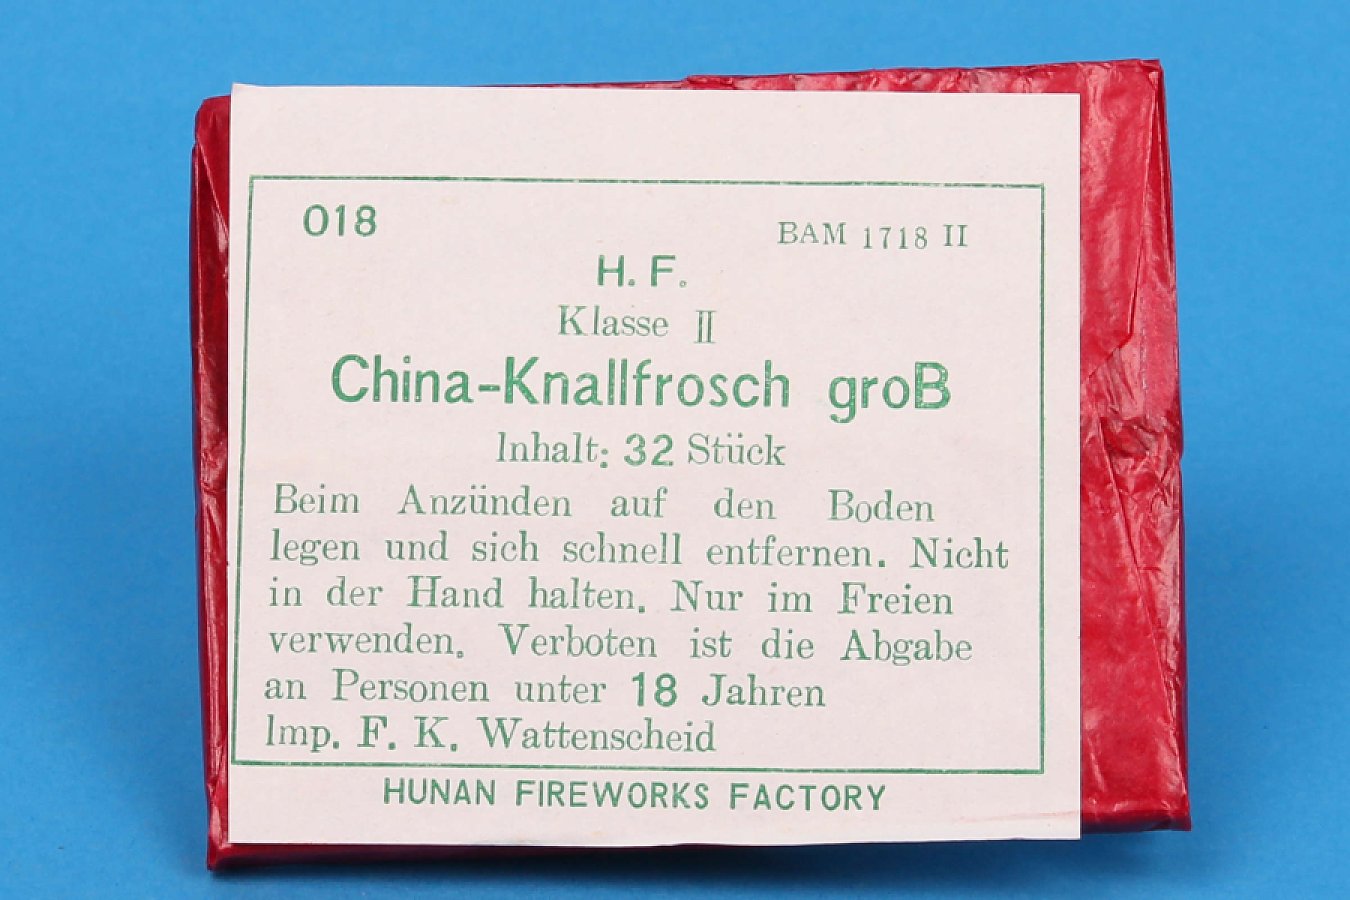 018
BAM 1718 II
H. F.
Klasse II
China-Knallfrosch groB
Inhalt: 32 Stück
Beim Anzünden auf den Boden
legen und sich schnell entfernen. Nicht
in der Hand halten. Nur im Freien
verwenden. Verboten ist die Abgabe
an Personen unter 18 Jahren
Imp. F. K. Wattenscheid
HUNAN FIREWORKS FACTORY